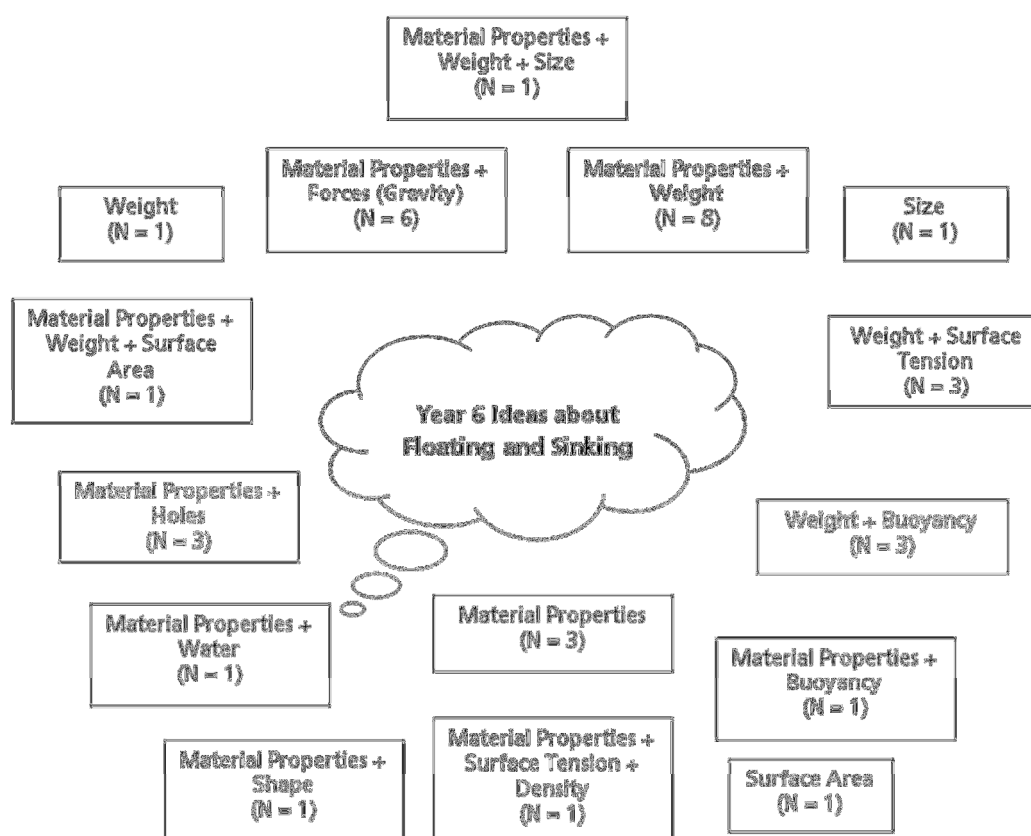 Material Properties +
Weight + Size
(N = 1)
Material Properties +
Forces (Gravity)
(N = 6)
Material Properties +
Weight
(N = 8)
Weight
(N = 1)
Size
(N = 1)
Material Properties +
Weight + Surface
Area
(N = 1)
Weight + Surface
Tension
(N = 3)
Year 6 Ideas about
Floating and Sinking
Material Properties +
Holes
(N = 3)
Weight + Buoyancy
(N = 3)
Material Properties +
Water
(N = 1)
Material Properties
(N = 3)
Material Properties +
Buoyancy
(N = 1)
Material Properties +
Shape
(N = 1)
Material Properties +
Surface Tension +
Density
(N = 1)
Surface Area
(N = 1)